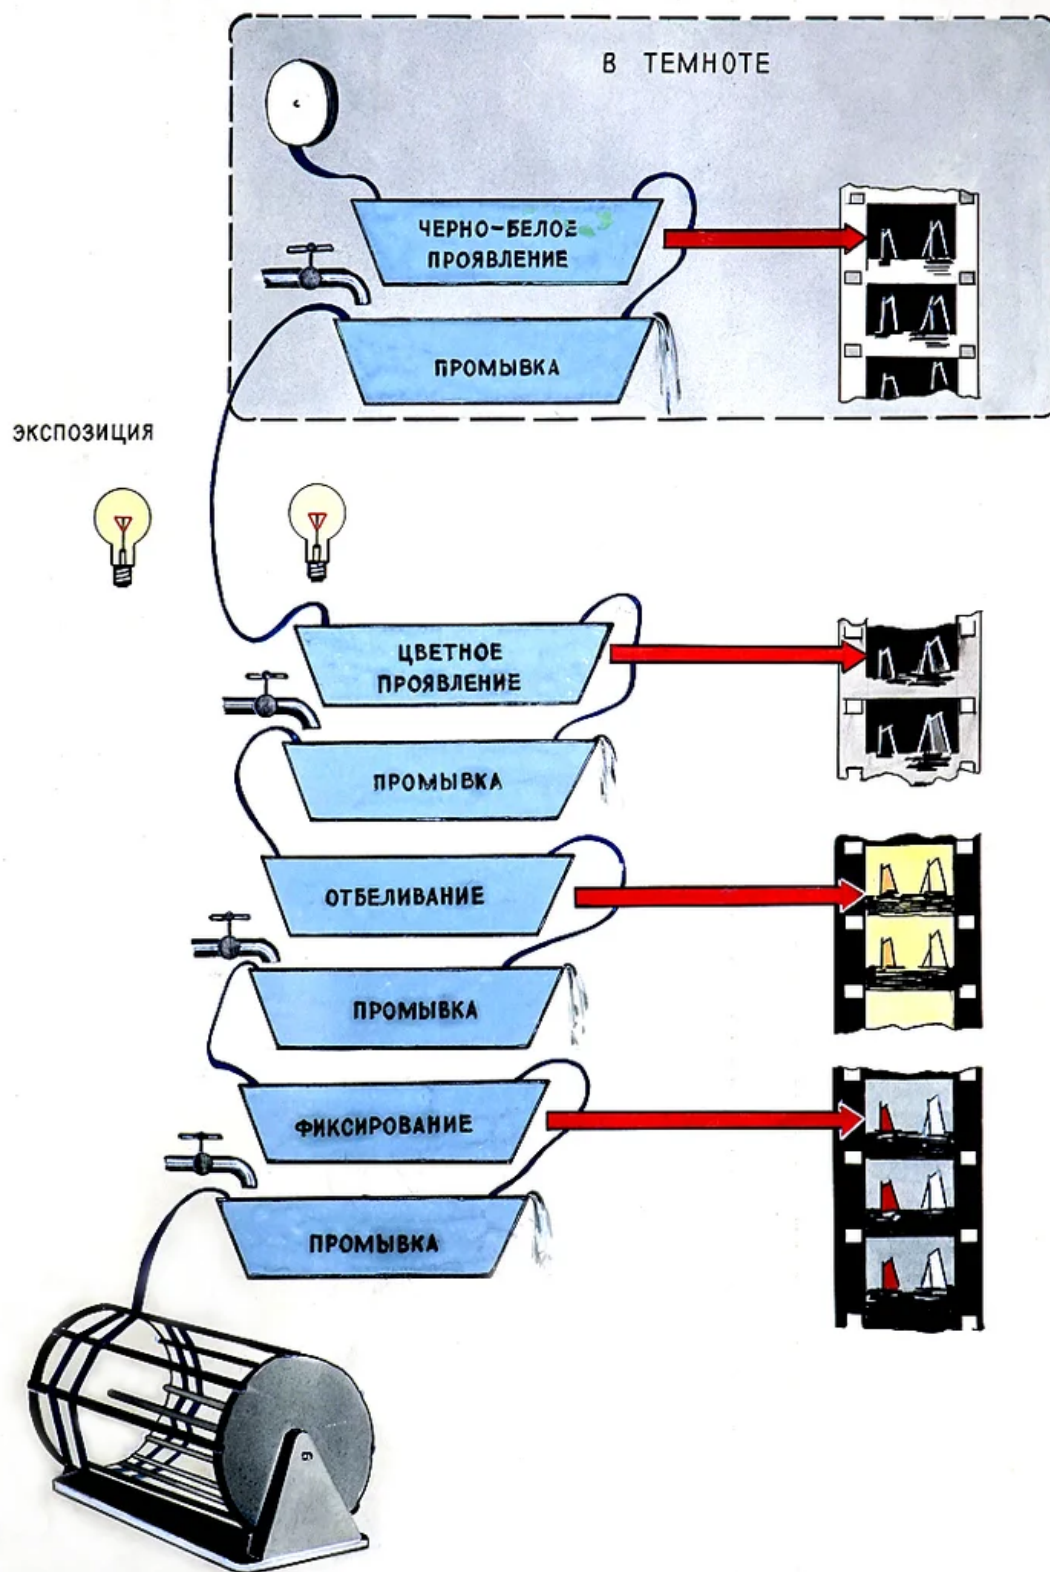 В ТЕМНОТЕ
ЧЕРНО-БЕЛОЕ
ПРОЯВЛЕНИЕ
ПРОМЫВКА
ЭКСПОЗИЦИЯ
ЦВЕТНОЕ
ПРОЯВЛЕНИЕ
ПРОМЫВКА
ОТБЕЛИВАНИЕ
ПРОМЫВКА
ФИКСИРОВАНИЕ
ПРОМЫВКА